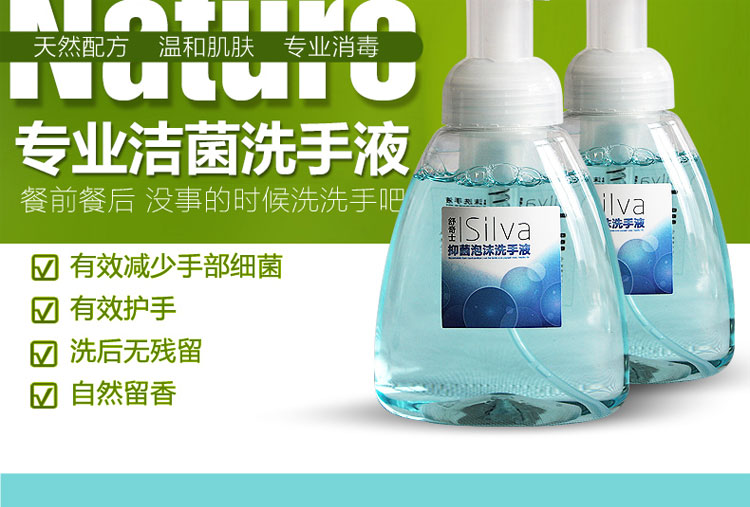 Nature
天然配方 温和肌肤 专业消毒
专业洁菌洗手液
餐前餐后 没事的时候洗洗手吧
有效减少手部细菌
有效护手
洗后无残留
自然留香
舒奇士
Silva
抑菌泡沫洗手液
Silva
洗手液